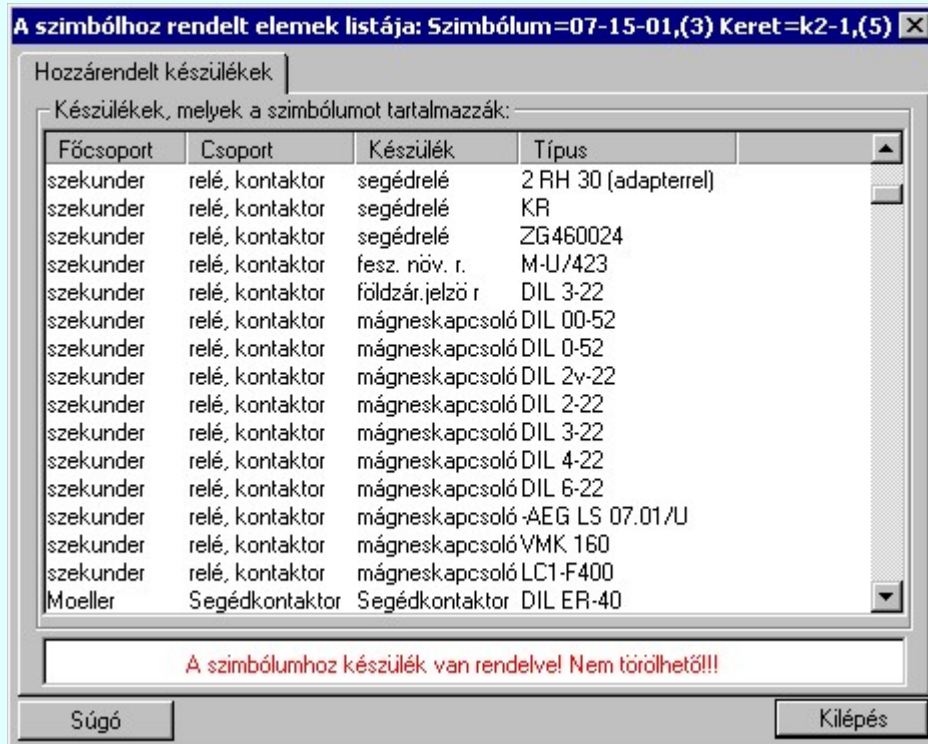 A szimbólhoz rendelt elemek listája: Szimbólum=07-15-01,(3) Keret=k2-1,(5)
Hozzárendelt készülékek
Készülékek, melyek a szimbólumot tartalmazzák:
Főcsoport Csoport Készülék Típus
szekunder relé, kontaktor segédrelé 2 RH 30 (adapterrel)
szekunder relé, kontaktor segédrelé KR
szekunder relé, kontaktor segédrelé ZG460024
szekunder relé, kontaktor fesz. növ. r. M-U/423
szekunder relé, kontaktor földzár.jelzö r DIL 3-22
szekunder relé, kontaktor mágneskapcsoló DIL 00-52
szekunder relé, kontaktor mágneskapcsoló DIL 0-52
szekunder relé, kontaktor mágneskapcsoló DIL 2v-22
szekunder relé, kontaktor mágneskapcsoló DIL 2-22
szekunder relé, kontaktor mágneskapcsoló DIL 3-22
szekunder relé, kontaktor mágneskapcsoló DIL 4-22
szekunder relé, kontaktor mágneskapcsoló DIL 6-22
szekunder relé, kontaktor mágneskapcsoló -AEG LS 07.01/U
szekunder relé, kontaktor mágneskapcsoló VMK 160
szekunder relé, kontaktor mágneskapcsoló LC1-F400
Moeller Segédkontaktor Segédkontaktor DIL ER-40
A szimbólumhoz készülék van rendelve! Nem törölhető!!!
Súgó Kilépés